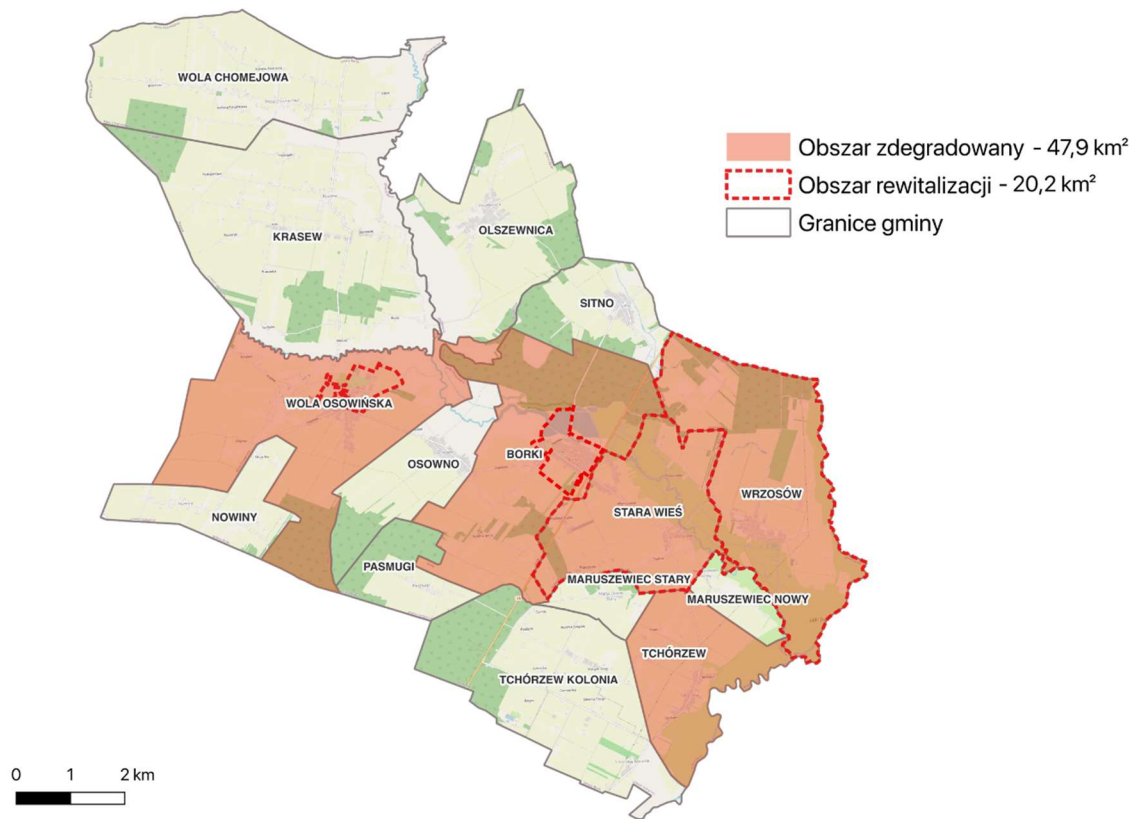 WOLA CHOMEJOWA
Obszar zdegradowany - 47,9 km²
Obszar rewitalizacji - 20,2 km²
Granice gminy
KRASEW
OLSZEWNICA
SITNO
WOLA OSOWIŃSKA
OSOWNO
BORKI
NOWINY
STARA WIEŚ
WRZOSÓW
PASMUGI
MARUSZEWIEC STARY
MARUSZEWIEC NOWY
TCHÓRZEW
TCHÓRZEW KOLONIA
0 1 2 km